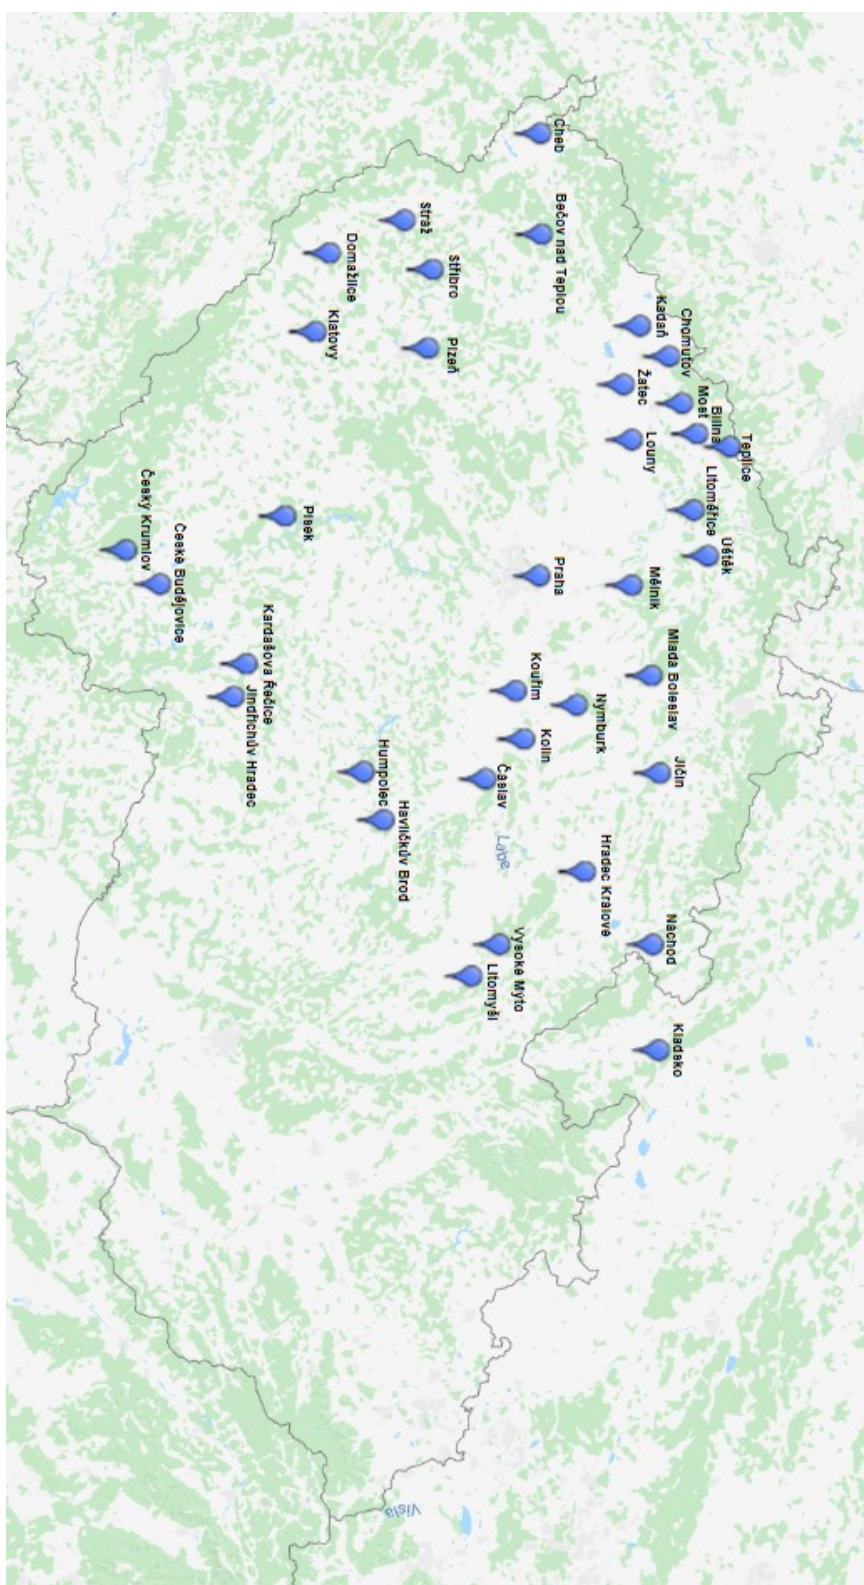 Teplice
Úštěk
Bílina
Litoměřice
Most
Chomutov
Jičín
Kladsko
Mladá Boleslav
Náchod
Kadaň
Louny
Mělník
Žatec
Hradec Králové
Nymburk
Cheb
Bečov nad Teplou
Praha
Kolín
Kouřim
Vysoké Mýto
Čáslav
Labe
Litomyšl
Stříbro
Plzeň
Stráž
Havlíčkův Brod
Visla
Humpolec
Domažlice
Klatovy
Písek
Kardašova Řečice
Jindřichův Hradec
České Budějovice
Český Krumlov